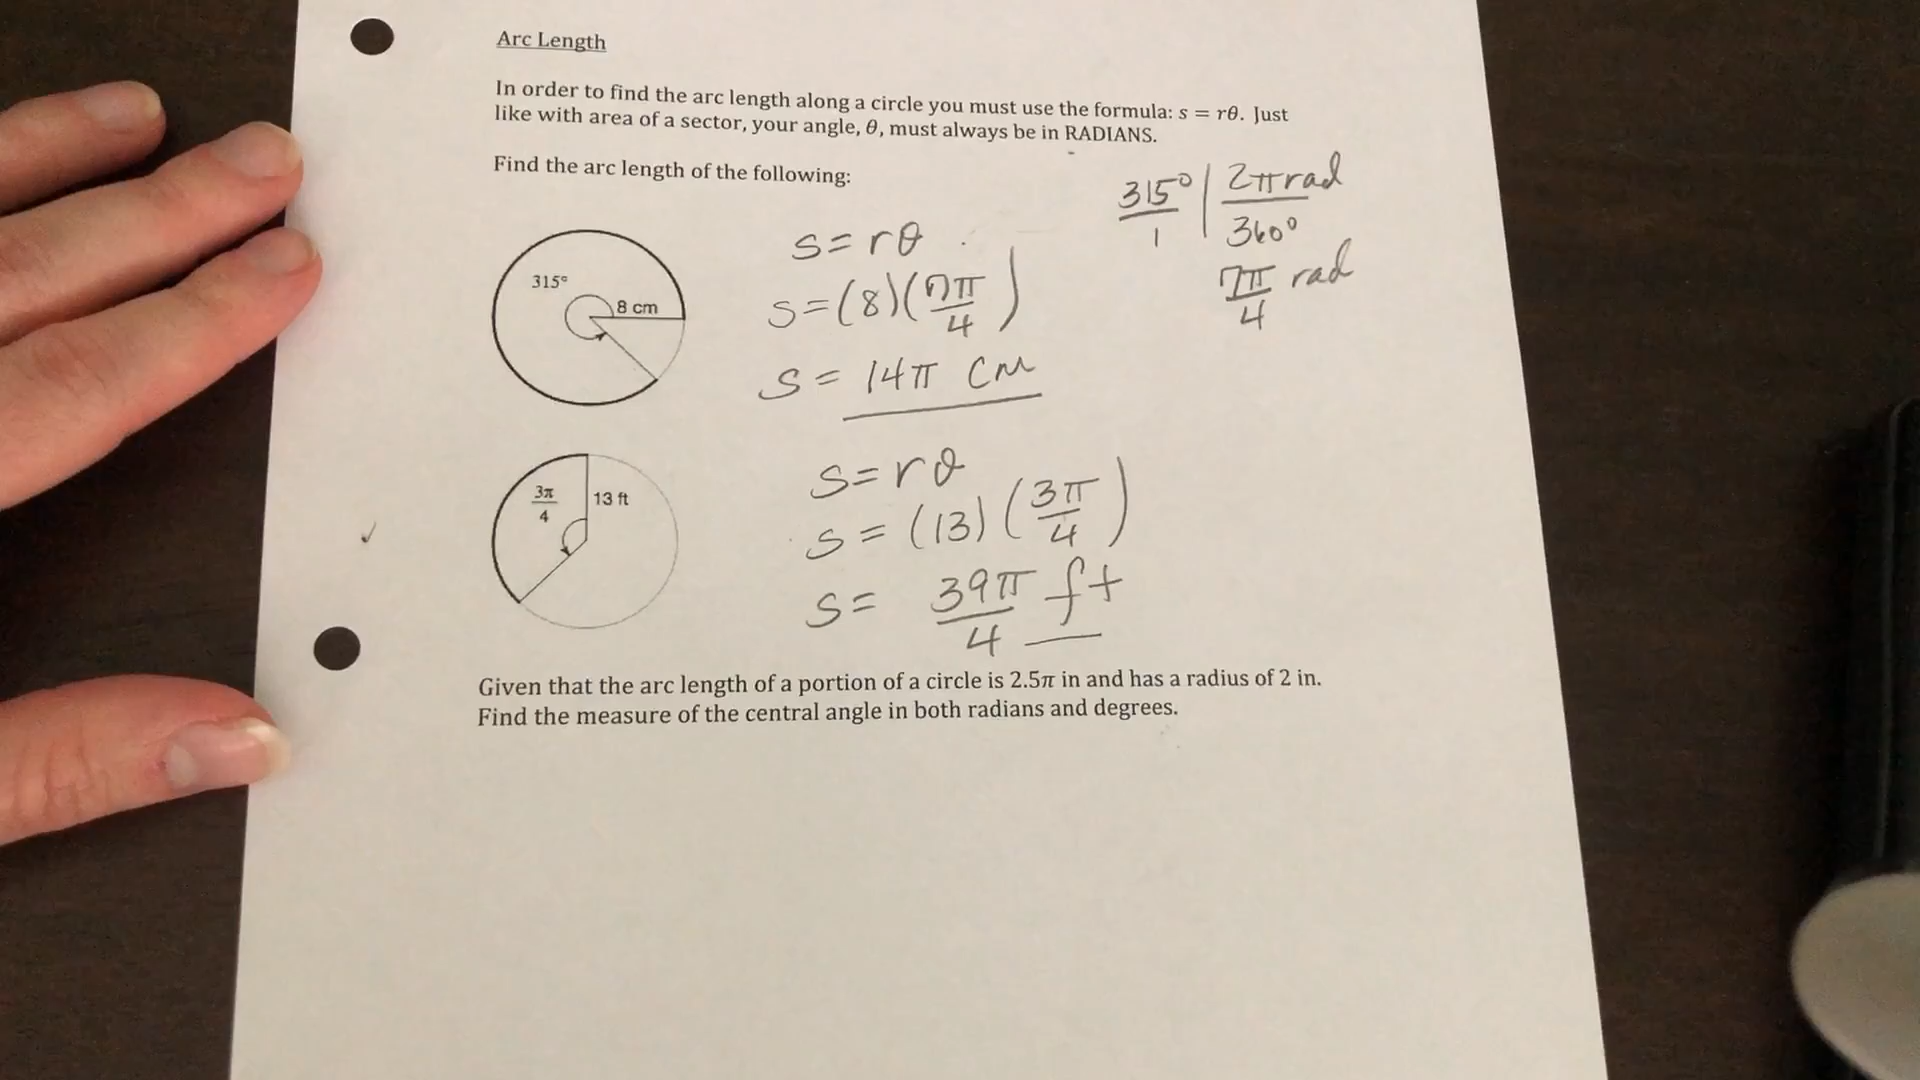 Arc Length
In order to find the arc length along a circle you must use the formula: s = rθ. Just
like with area of a sector, your angle, θ, must always be in RADIANS.
Find the arc length of the following:
315° | 2π rad
1 | 360°
7π/4 rad
315°
8 cm
s = rθ
s = (8)(7π/4)
s = 14π cm
3π/4
13 ft
s = rθ
s = (13)(3π/4)
s = 39π/4 ft
Given that the arc length of a portion of a circle is 2.5π in and has a radius of 2 in.
Find the measure of the central angle in both radians and degrees.